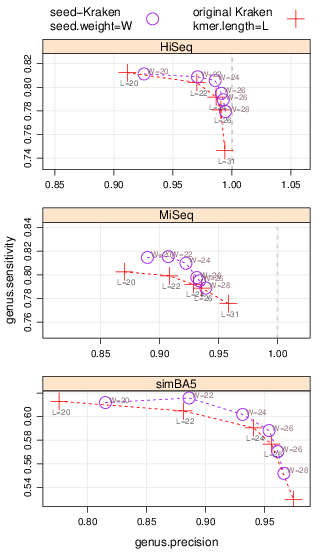 seed−Kraken
seed.weight=W
original Kraken
kmer.length=L
HiSeq
0.82
0.80
0.78
0.76
0.74
W=20
W=22
W=24
W=26
W=26
W=28
L=20
L=22
L=26
L=31
0.85
0.90
0.95
1.00
1.05
MiSeq
0.84
0.82
0.80
0.78
0.76
W=22
W=24
W=26
W=28
L=20
L=22
L=31
0.85
0.90
0.95
1.00
simBA5
0.60
0.58
0.56
0.54
L=20
W=20
W=22
L=22
W=24
L=24
W=26
W=26
W=28
0.80
0.85
0.90
0.95
genus.sensitivity
genus.precision